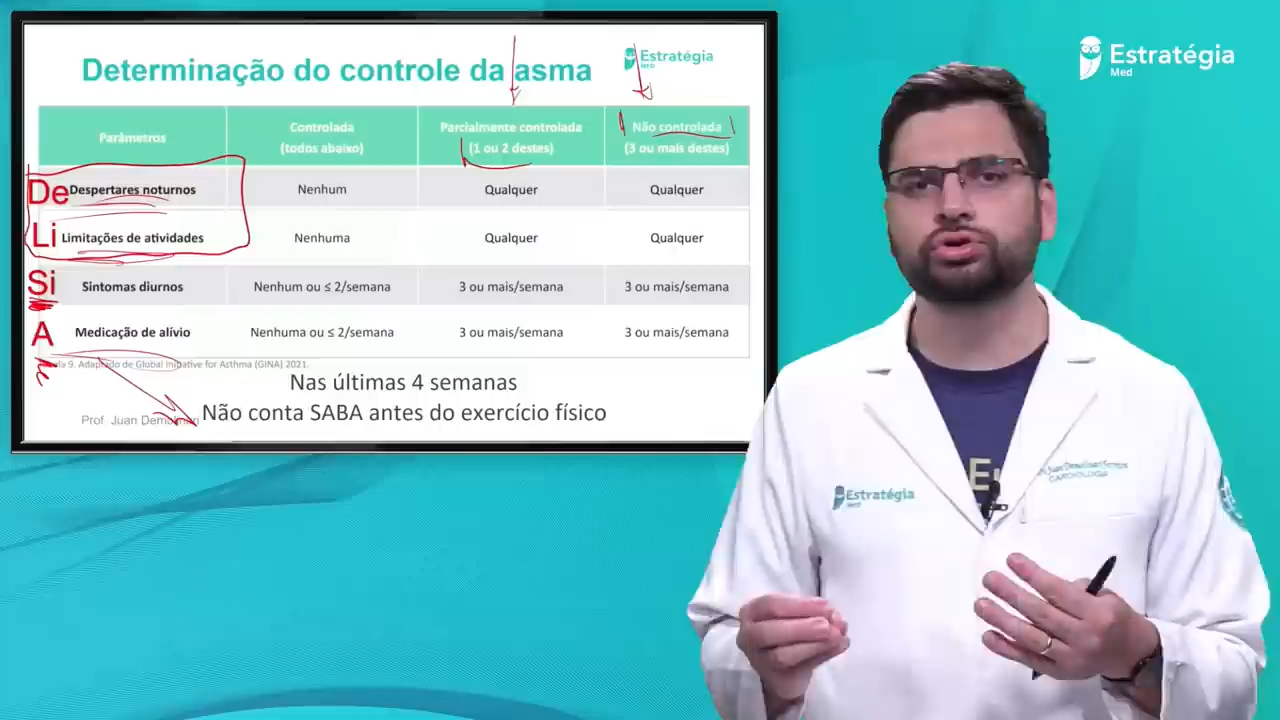 Determinação do controle da asma
Estratégia
MED
Parâmetros
Controlada
(todos abaixo)
Parcialmente controlada
(1 ou 2 destes)
Não controlada
(3 ou mais destes)
De Despertares noturnos
Nenhum
Qualquer
Qualquer
Li Limitações de atividades
Nenhuma
Qualquer
Qualquer
Si Sintomas diurnos
Nenhum ou ≤ 2/semana
3 ou mais/semana
3 ou mais/semana
A Medicação de alívio
Nenhuma ou ≤ 2/semana
3 ou mais/semana
3 ou mais/semana
9. Adaptado de Global Initiative for Asthma (GINA) 2021.
Nas últimas 4 semanas
Não conta SABA antes do exercício físico
Prof. Juan
Estratégia
Med
Estratégia
Med
CARDIOLOGIA